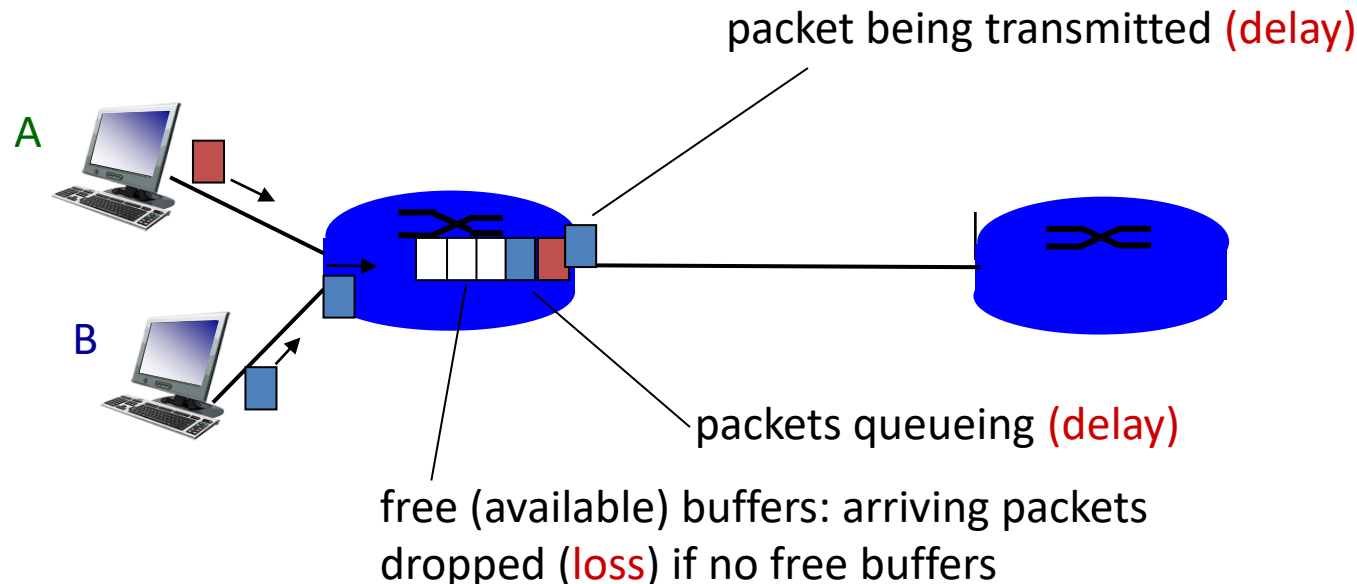 packet being transmitted (delay)
A
B
packets queueing (delay)
free (available) buffers: arriving packets
dropped (loss) if no free buffers